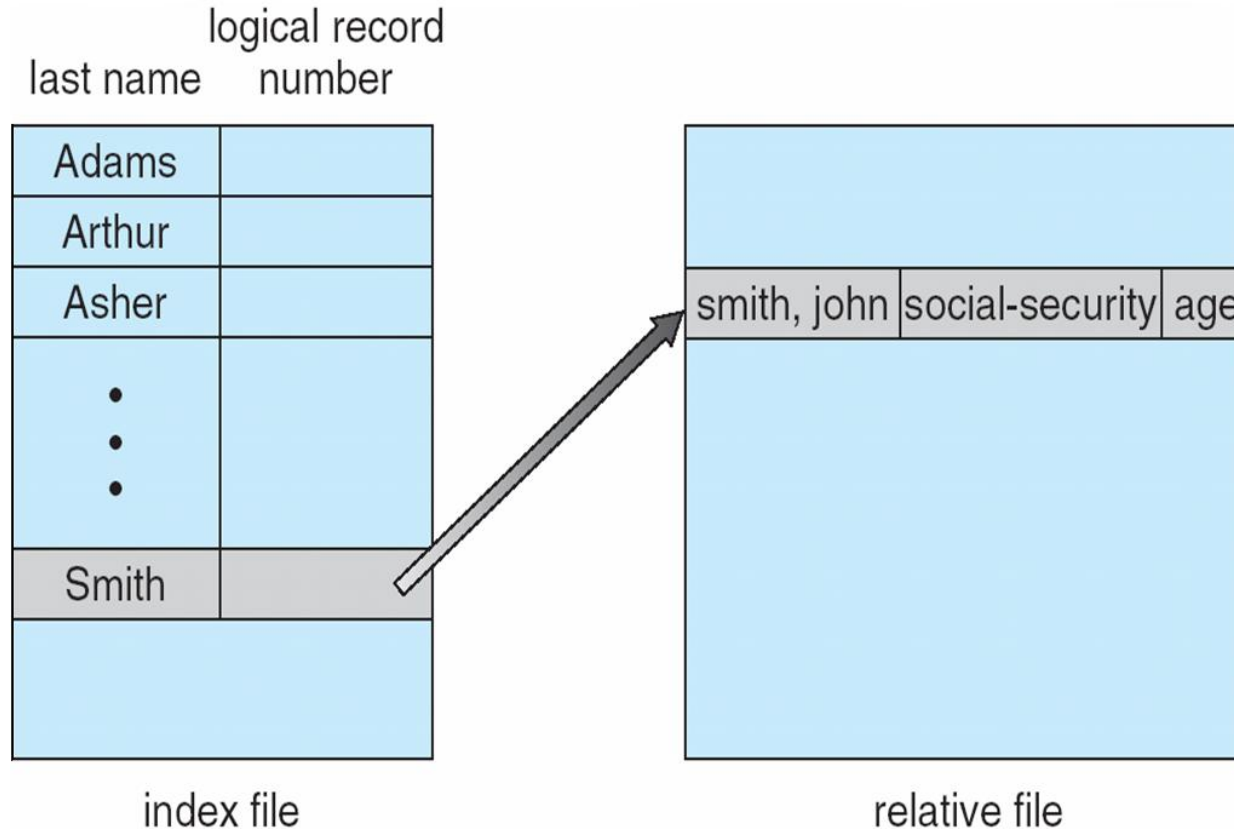 logical record
last name number
Adams
Arthur
Asher
Smith
smith, john social-security age
index file relative file